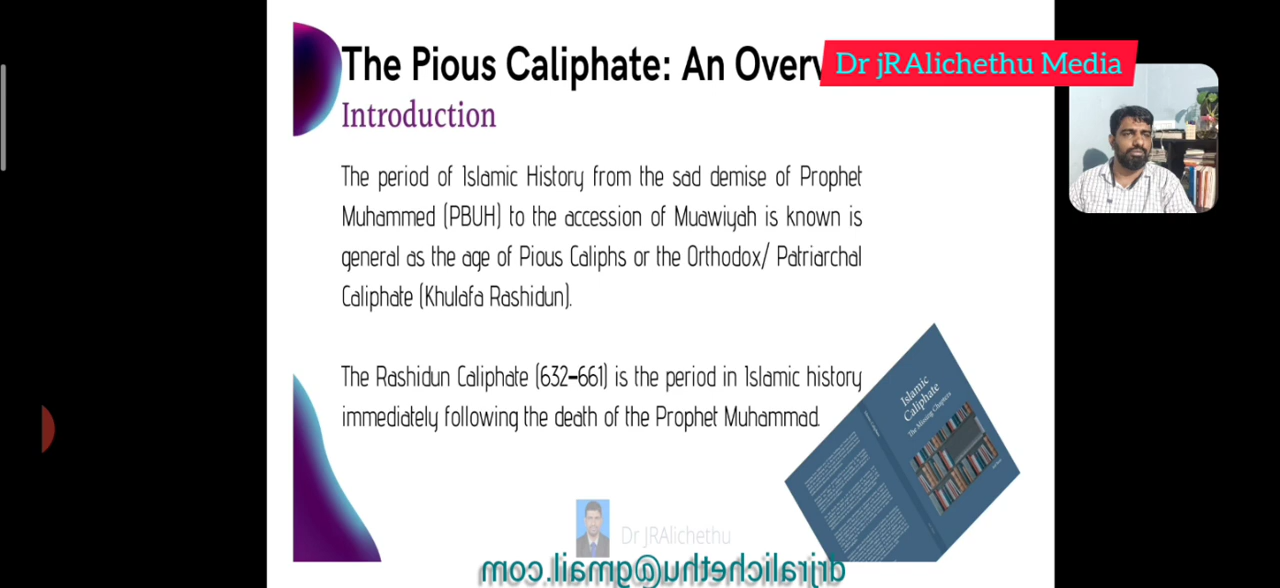 The Pious Caliphate: An Overv
Dr jRAlichethu Media
Introduction
The period of Islamic History from the sad demise of Prophet
Muhammed (PBUH) to the accession of Muawiyah is known is
general as the age of Pious Caliphs or the Orthodox/ Patriarchal
Caliphate (Khulafa Rashidun).
The Rashidun Caliphate (632-661) is the period in Islamic history
immediately following the death of the Prophet Muhammad.
Islamic
Caliphate
The Missing Chapters
Dr JRAlichethu
drjralichethu@gmail.com